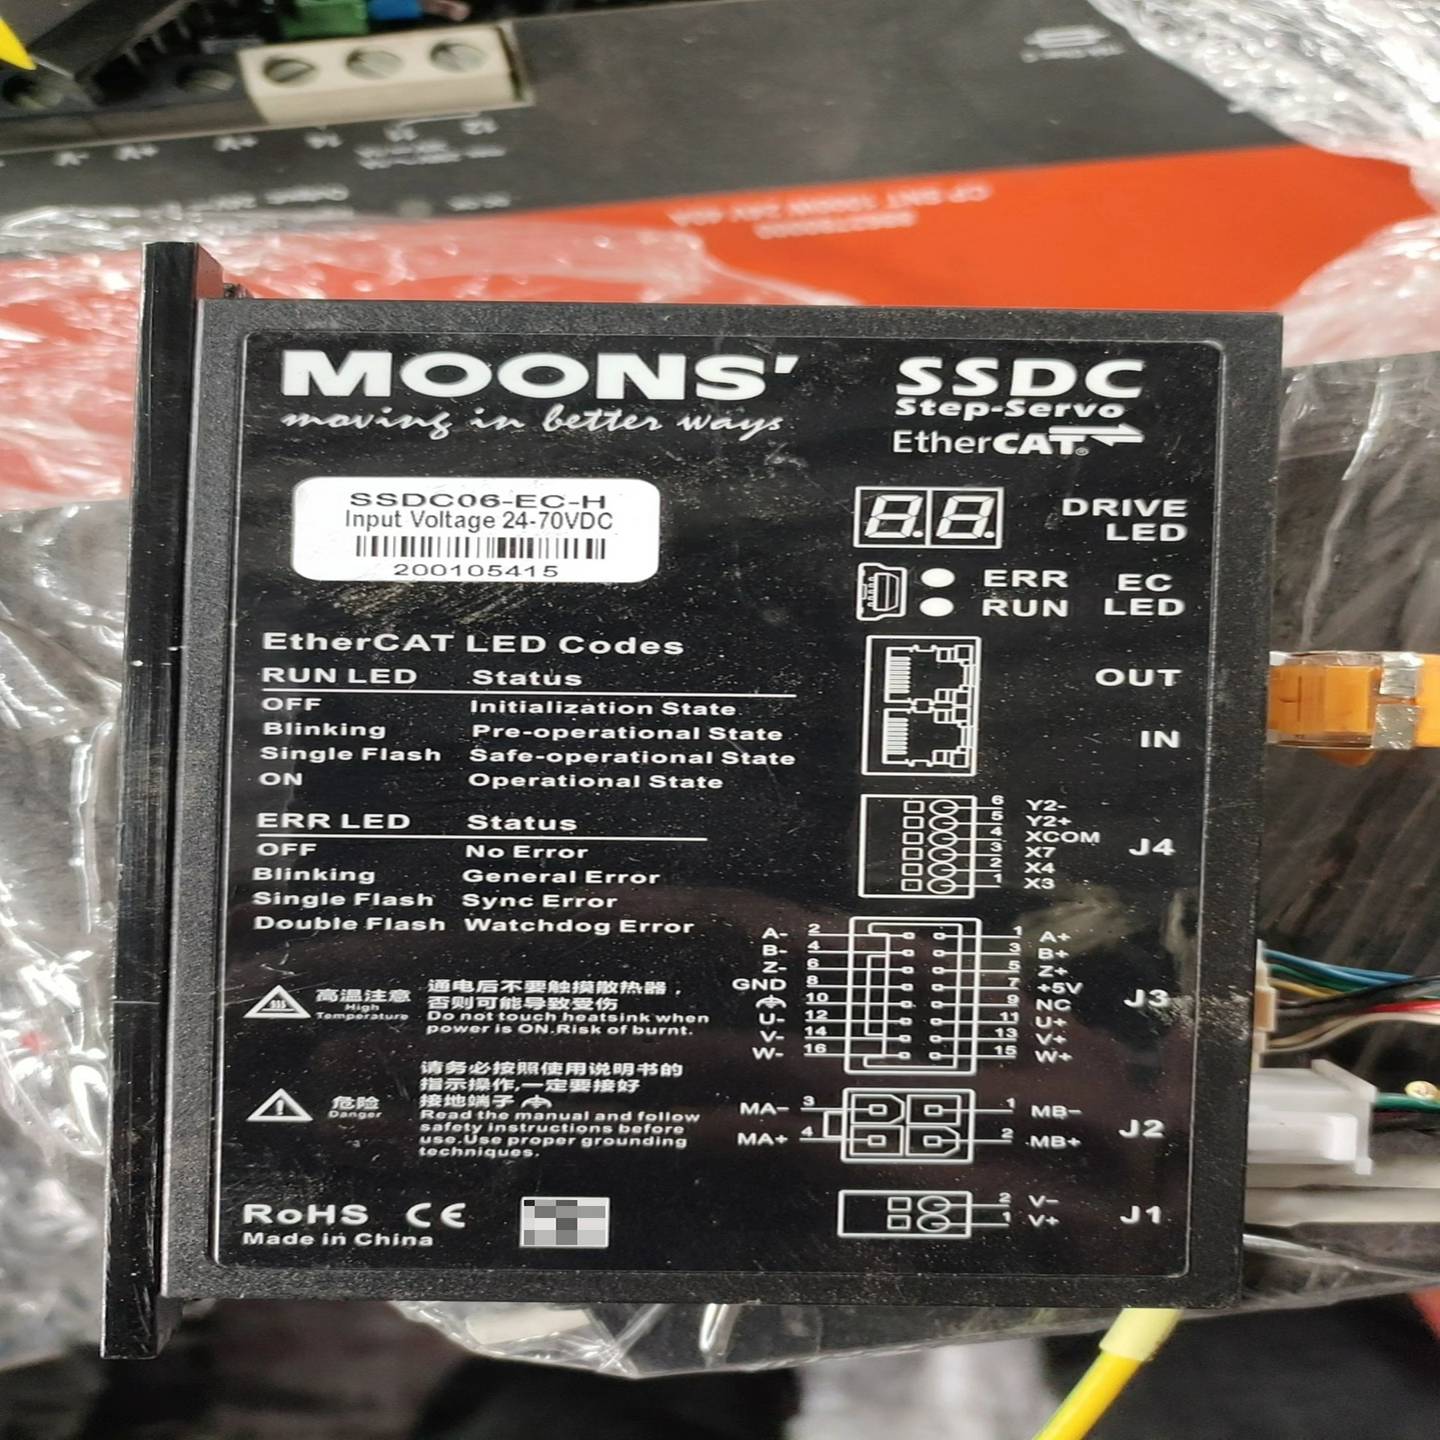 CP SNT 1000W 24V 40A
MOONS'
moving in better ways
SSDC
Step-Servo
EtherCAT®
SSDC06-EC-H
Input Voltage 24-70VDC
200105415
8.8.
DRIVE
LED
ERR
RUN
EC
LED
OUT
IN
EtherCAT LED Codes
RUN LED Status
OFF Initialization State
Blinking Pre-operational State
Single Flash Safe-operational State
ON Operational State
ERR LED Status
OFF No Error
Blinking General Error
Single Flash Sync Error
Double Flash Watchdog Error
6 Y2-
5 Y2+
4 XCOM
3 X7
2 X4
1 X3
J4
A- 2 1 A+
B- 4 3 B+
Z- 6 5 Z+
GND 8 7 +5V
10 9 NC
U- 12 11 U+
V- 14 13 V+
W- 16 15 W+
J3
MA- 3 1 MB-
MA+ 4 2 MB+
J2
2 V-
1 V+
J1
高温注意
High
Temperature
通电后不要触摸散热器，
否则可能导致受伤
Do not touch heatsink when
power is ON.Risk of burnt.
危险
Danger
请务必按照使用说明书的
指示操作,一定要接好
接地端子
Read the manual and follow
safety instructions before
use.Use proper grounding
techniques.
RoHS CE
Made in China